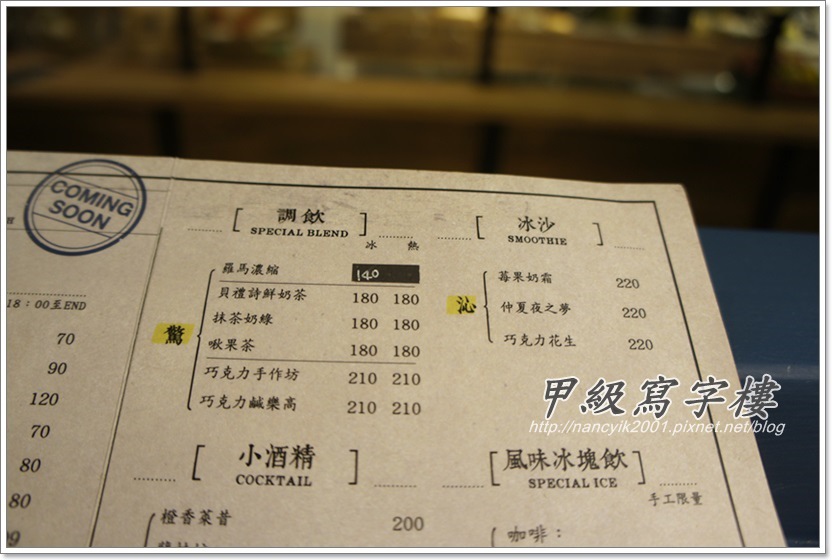 COMING
SOON
18：00至END
70
90
120
70
80
80
99
調飲
SPECIAL BLEND
冰 熱
驚
羅馬濃縮 140
貝禮詩鮮奶茶 180 180
抹茶奶綠 180 180
啾果茶 180 180
巧克力手作坊 210 210
巧克力鹹樂高 210 210
冰沙
SMOOTHIE
沁
莓果奶霜 220
仲夏夜之夢 220
巧克力花生 220
小酒精
COCKTAIL
橙香萊昔 200
風味冰塊飲
SPECIAL ICE
手工限量
咖啡：
甲級寫字樓
http://nancyik2001.pixnet.net/blog